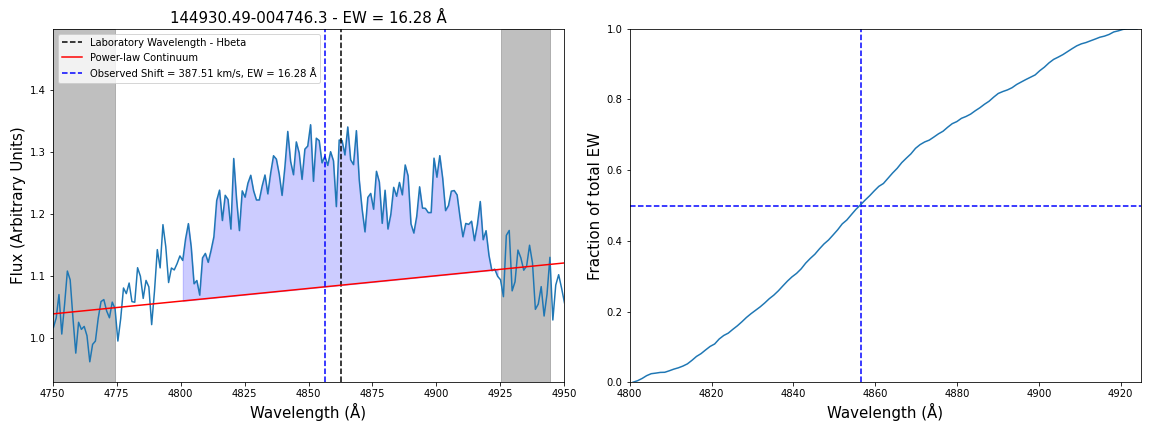 144930.49-004746.3 - EW = 16.28 Å
Laboratory Wavelength - Hbeta
Power-law Continuum
Observed Shift = 387.51 km/s, EW = 16.28 Å
Flux (Arbitrary Units)
1.4
1.3
1.2
1.1
1.0
4750 4775 4800 4825 4850 4875 4900 4925 4950
Wavelength (Å)
Fraction of total EW
1.0
0.8
0.6
0.4
0.2
0.0
4800 4820 4840 4860 4880 4900 4920
Wavelength (Å)